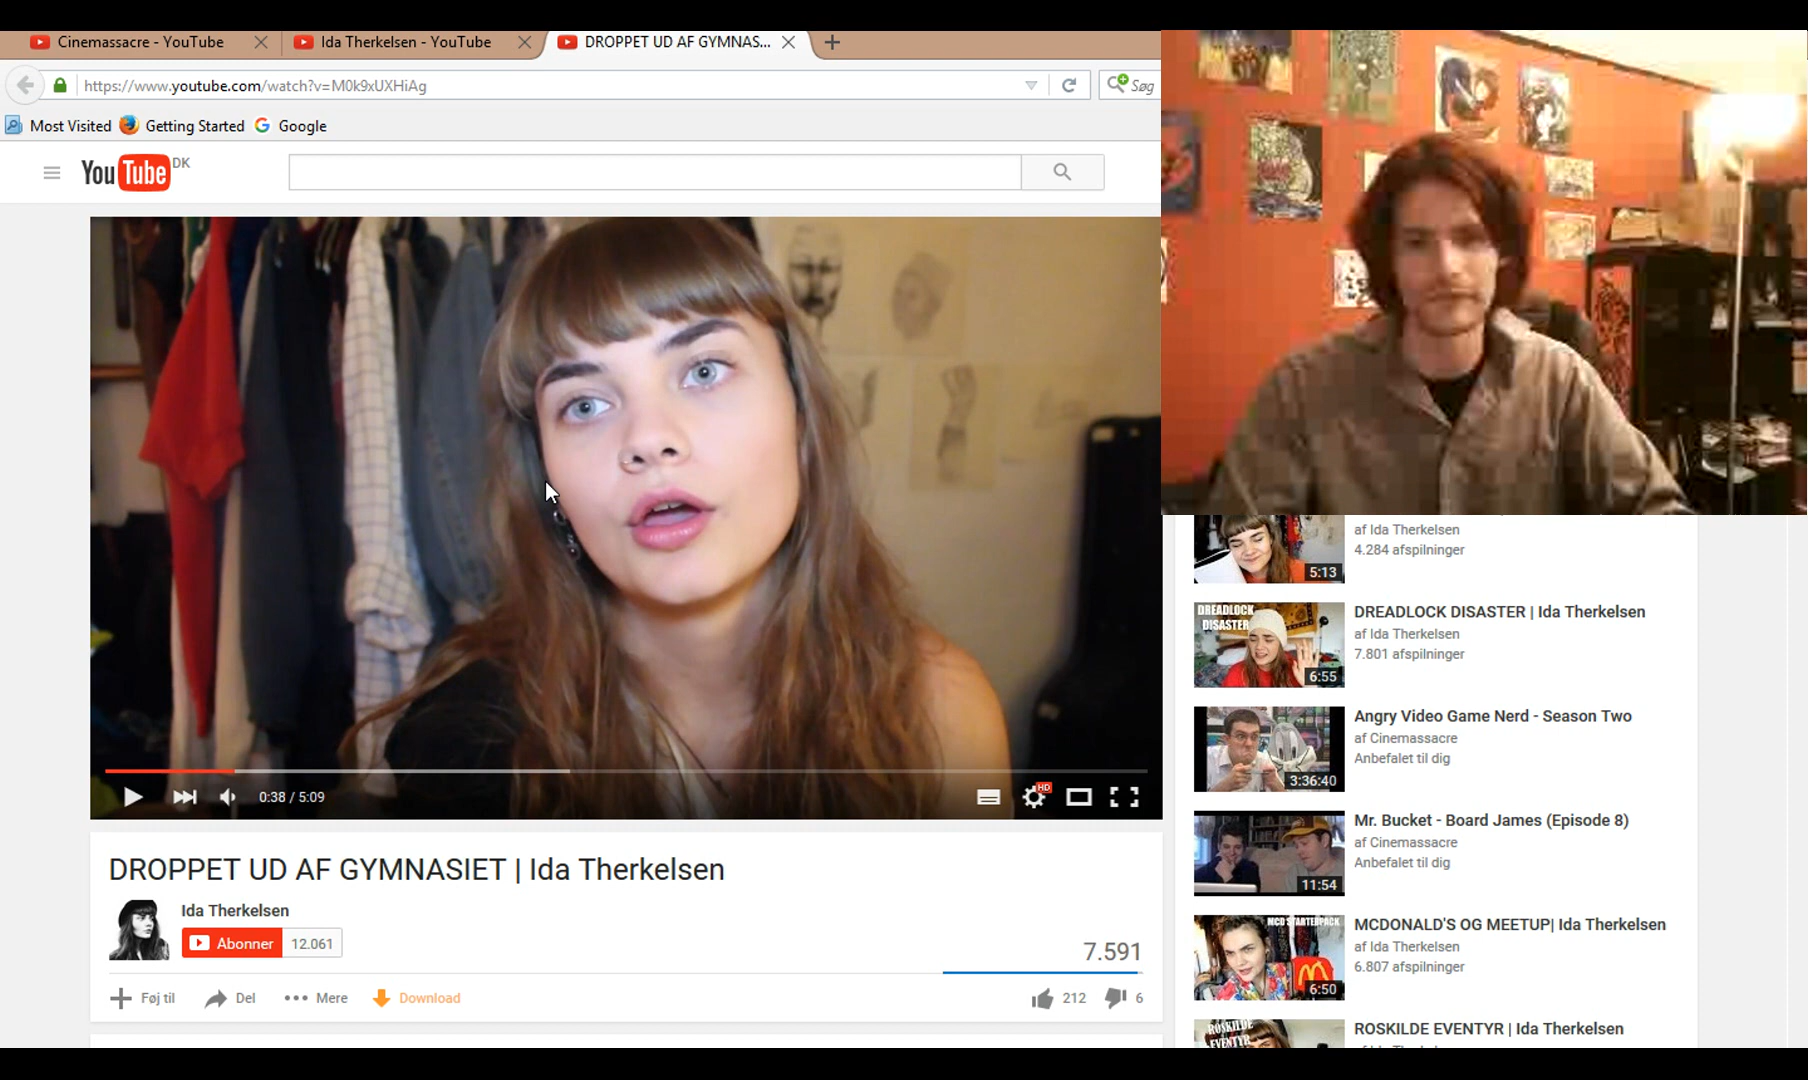 Cinemassacre - YouTube
Ida Therkelsen - YouTube
DROPPET UD AF GYMNAS...
https://www.youtube.com/watch?v=M0k9xUXHiAg
Søg
Most Visited
Getting Started
Google
YouTube DK
0:38 / 5:09
HD
DROPPET UD AF GYMNASIET | Ida Therkelsen
Ida Therkelsen
Abonner
12.061
7.591
Føj til
Del
Mere
Download
212
6
af Ida Therkelsen
4.284 afspilninger
5:13
DREADLOCK
DISASTER
6:55
DREADLOCK DISASTER | Ida Therkelsen
af Ida Therkelsen
7.801 afspilninger
3:36:40
Angry Video Game Nerd - Season Two
af Cinemassacre
Anbefalet til dig
11:54
Mr. Bucket - Board James (Episode 8)
af Cinemassacre
Anbefalet til dig
MCD STARTERPACK
6:50
MCDONALD'S OG MEETUP| Ida Therkelsen
af Ida Therkelsen
6.807 afspilninger
ROSKILDE
EVENTYR
ROSKILDE EVENTYR | Ida Therkelsen